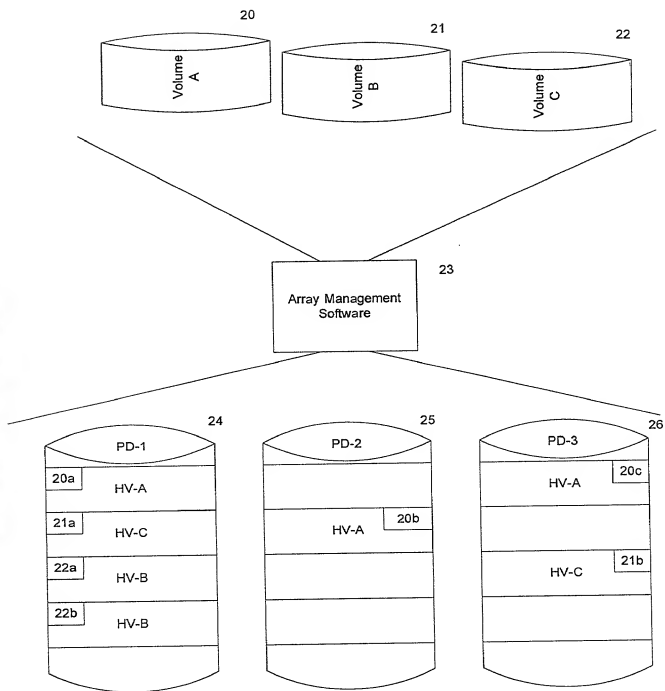 20
21
22
Volume
A
Volume
B
Volume
C
23
Array Management
Software
24
25
26
PD-1
PD-2
PD-3
20a
HV-A
HV-A
20c
21a
HV-C
HV-A
20b
22a
HV-B
HV-C
21b
22b
HV-B